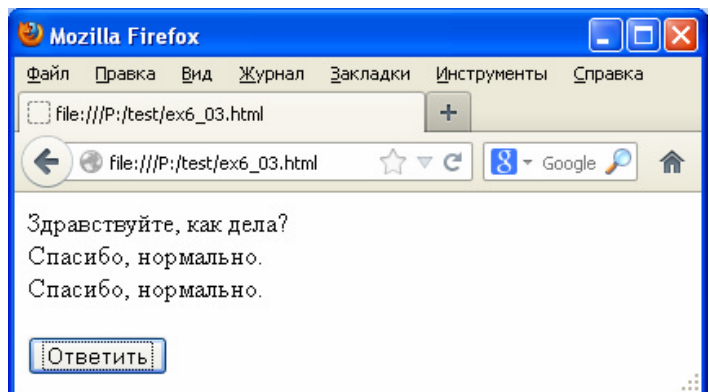 Mozilla Firefox
Файл Правка Вид Журнал Закладки Инструменты Справка
file:///P:/test/ex6_03.html +
file:///P:/test/ex6_03.html 8 Google
Здравствуйте, как дела?
Спасибо, нормально.
Спасибо, нормально.
Ответить